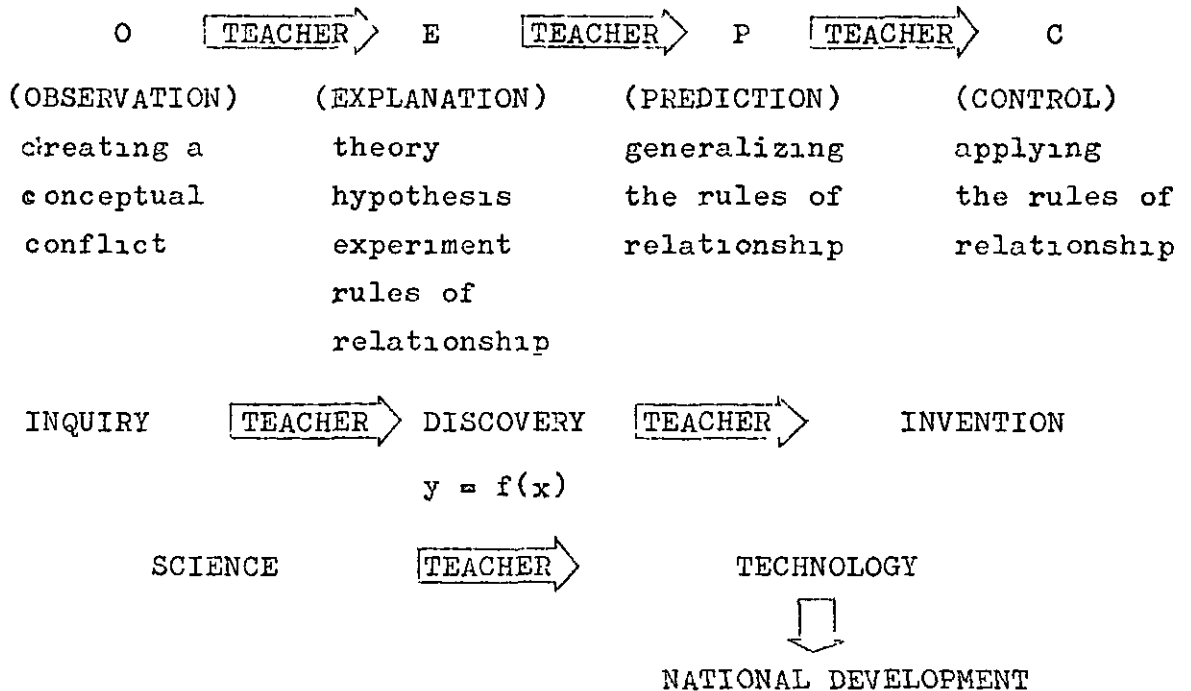 O TEACHER E TEACHER P TEACHER C
(OBSERVATION) (EXPLANATION) (PREDICTION) (CONTROL)
creating a theory generalizing applying
conceptual hypothesis the rules of the rules of
conflict experiment relationship relationship
rules of
relationship
INQUIRY TEACHER DISCOVERY TEACHER INVENTION
y = f(x)
SCIENCE TEACHER TECHNOLOGY
NATIONAL DEVELOPMENT